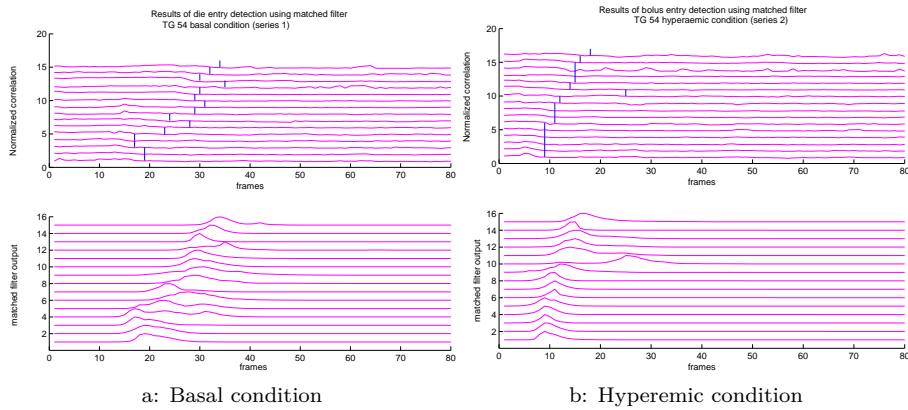 Results of die entry detection using matched filter
TG 54 basal condition (series 1)
20
15
10
5
0
Normalized correlation
0 10 20 30 40 50 60 70 80
frames
16
14
12
10
8
6
4
2
matched filter output
0 10 20 30 40 50 60 70 80
frames
a: Basal condition
Results of bolus entry detection using matched filter
TG 54 hyperaemic condition (series 2)
20
15
10
5
0
Normalized correlation
0 10 20 30 40 50 60 70 80
frames
16
14
12
10
8
6
4
2
matched filter output
0 10 20 30 40 50 60 70 80
frames
b: Hyperemic condition